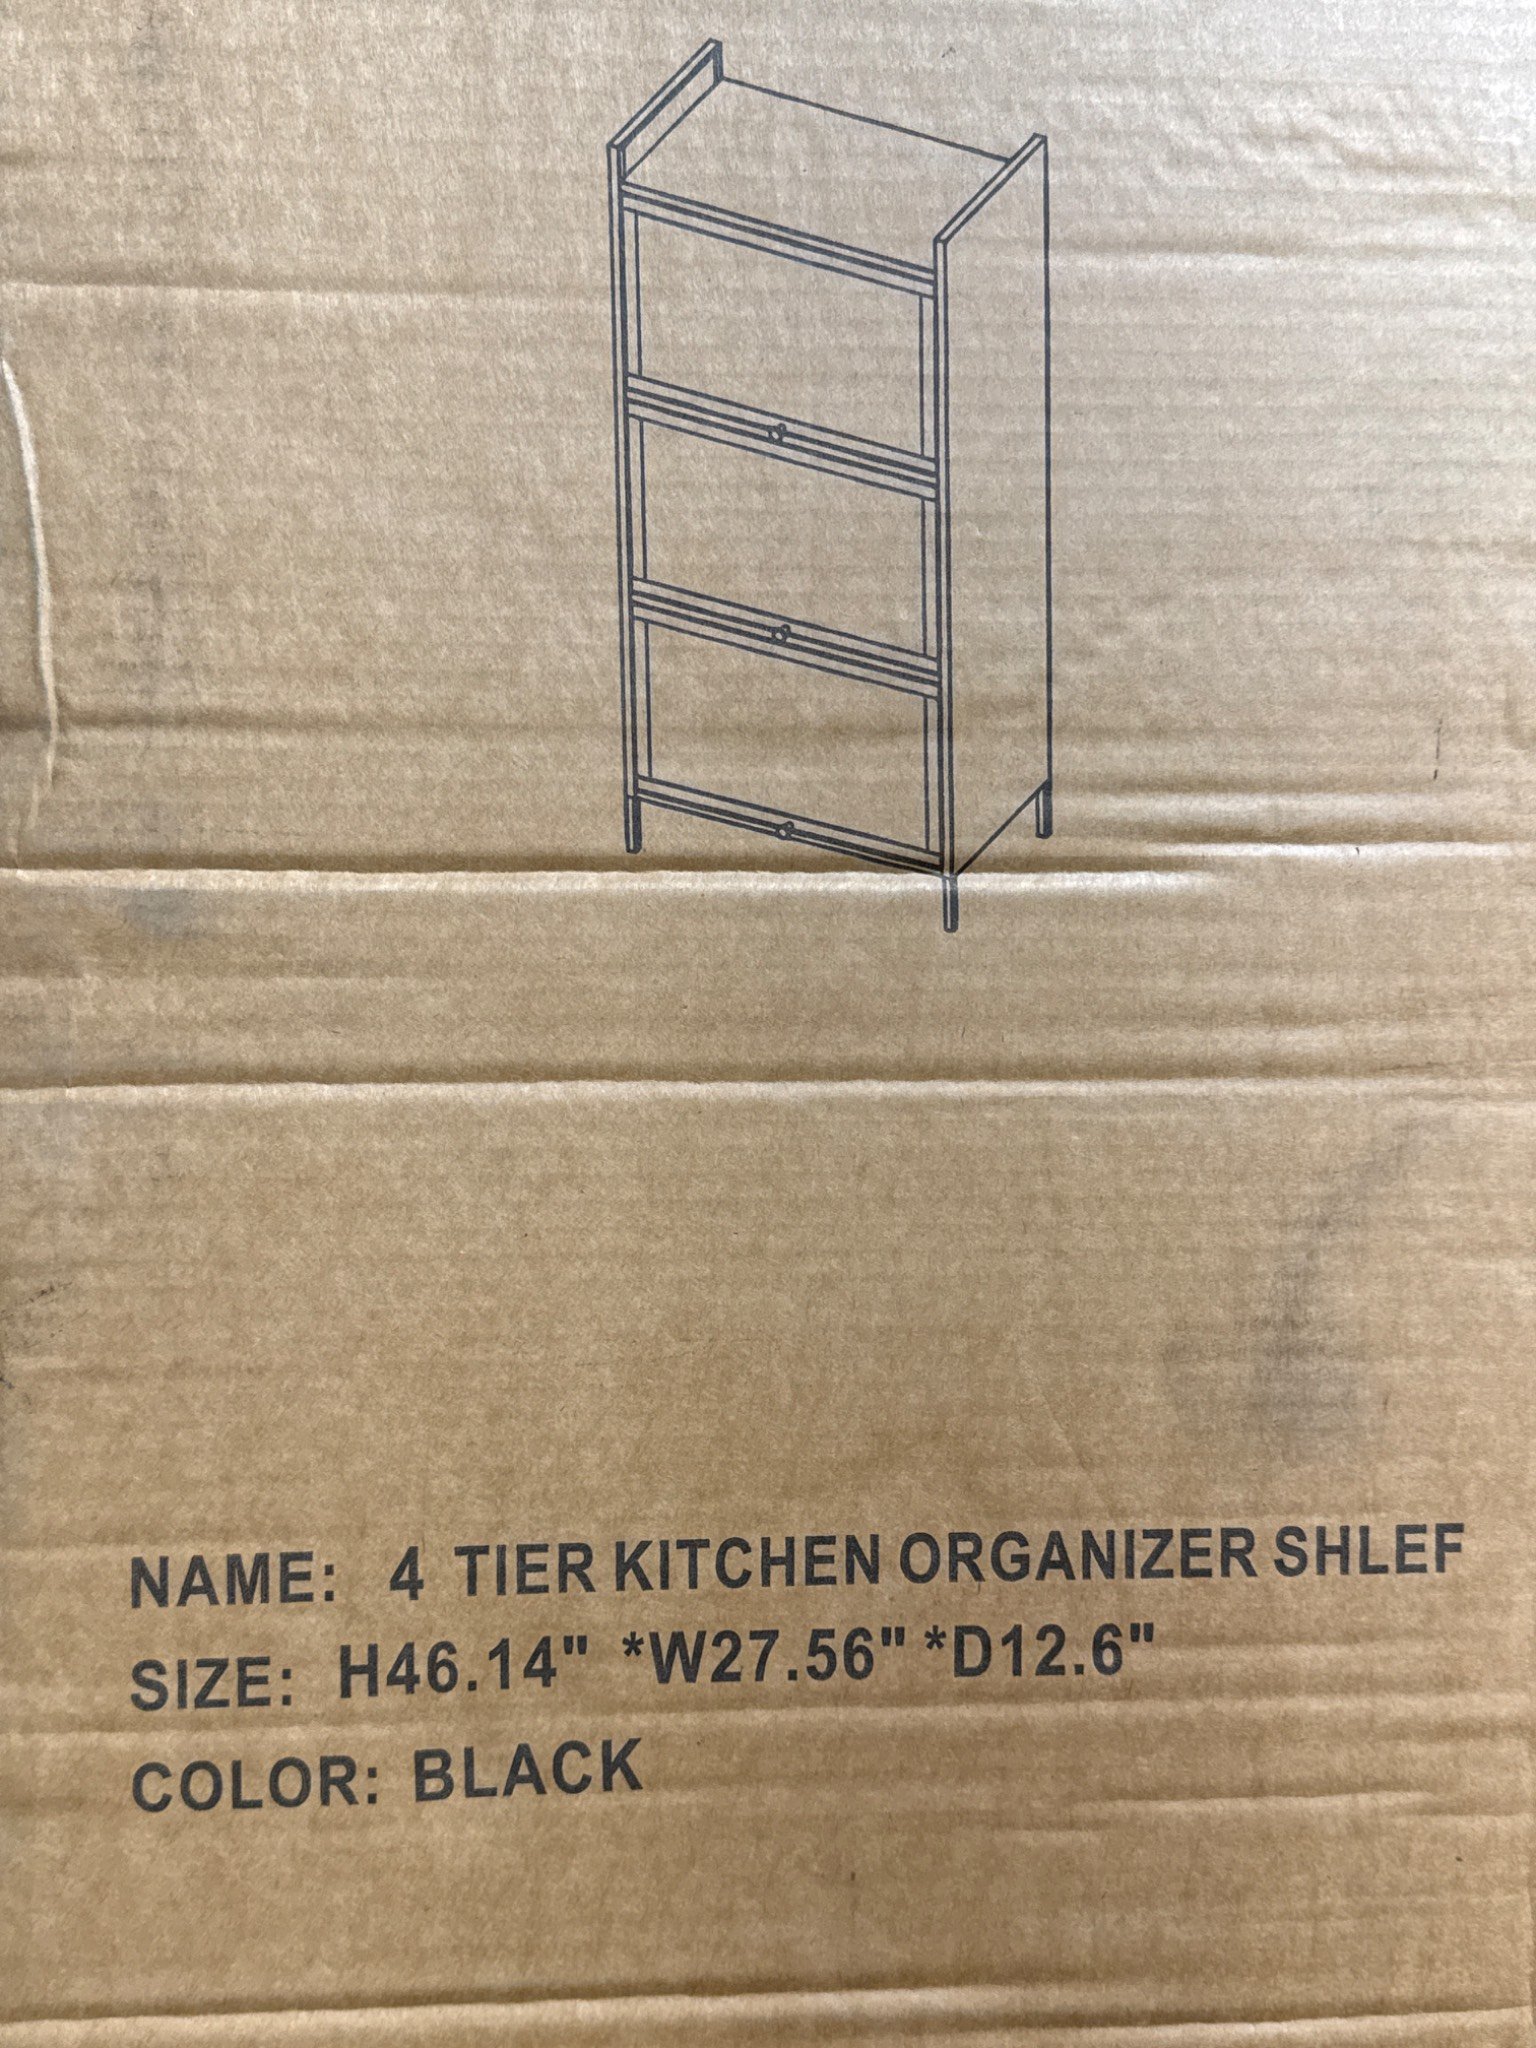 NAME: 4 TIER KITCHEN ORGANIZER SHLEF
SIZE: H46.14" *W27.56" *D12.6"
COLOR: BLACK